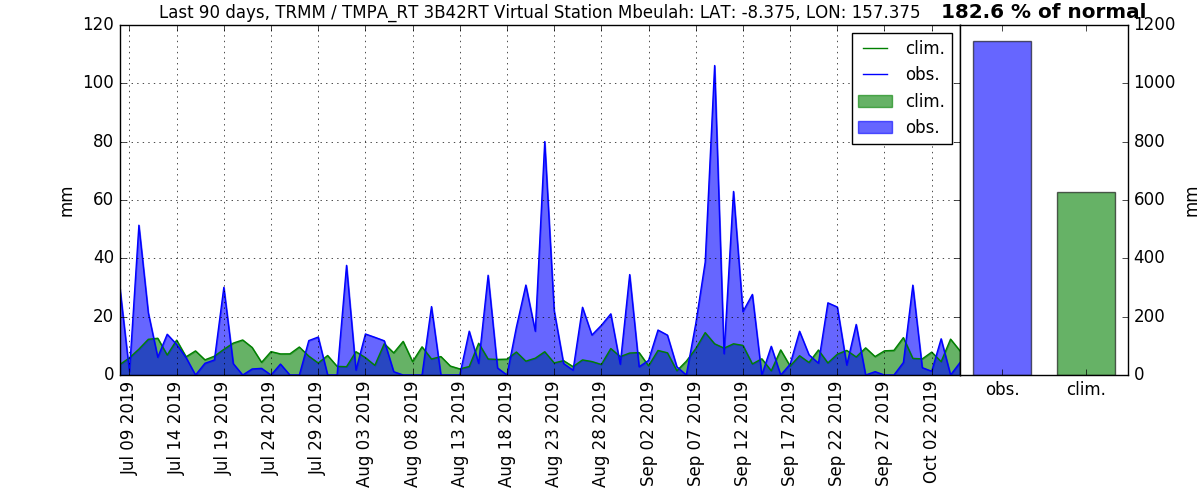 Last 90 days, TRMM / TMPA_RT 3B42RT Virtual Station Mbeulah: LAT: -8.375, LON: 157.375
182.6 % of normal
120
100
80
60
40
20
0
mm
clim.
obs.
clim.
obs.
Jul 09 2019
Jul 14 2019
Jul 19 2019
Jul 24 2019
Jul 29 2019
Aug 03 2019
Aug 08 2019
Aug 13 2019
Aug 18 2019
Aug 23 2019
Aug 28 2019
Sep 02 2019
Sep 07 2019
Sep 12 2019
Sep 17 2019
Sep 22 2019
Sep 27 2019
Oct 02 2019
1200
1000
800
600
400
200
0
mm
obs.
clim.